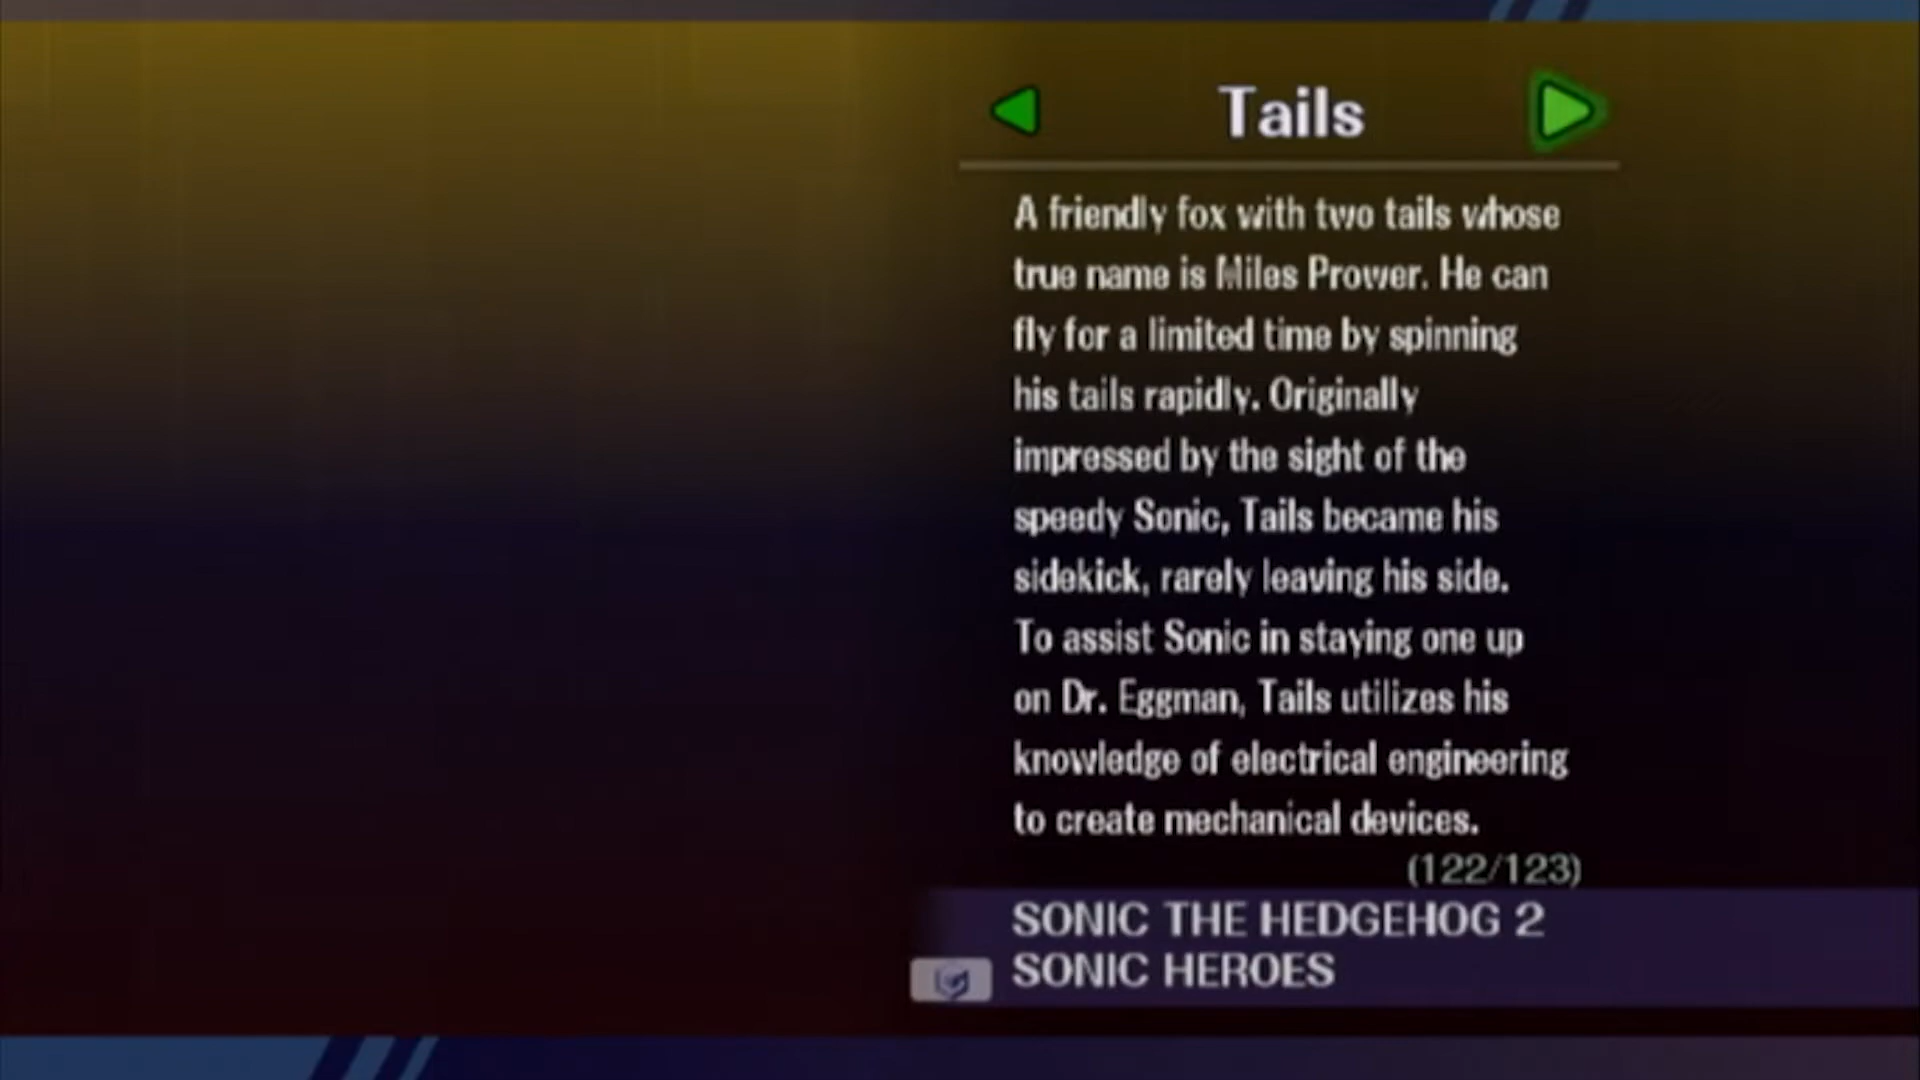 Tails
A friendly fox with two tails whose
true name is Miles Prower. He can
fly for a limited time by spinning
his tails rapidly. Originally
impressed by the sight of the
speedy Sonic, Tails became his
sidekick, rarely leaving his side.
To assist Sonic in staying one up
on Dr. Eggman, Tails utilizes his
knowledge of electrical engineering
to create mechanical devices.
(122/123)
SONIC THE HEDGEHOG 2
SONIC HEROES